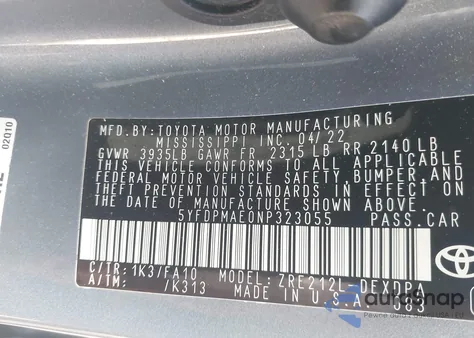 02Q10
MFD. BY: TOYOTA MOTOR MANUFACTURING
MISSISSIPPI INC. 04/22
GVWR 3935LB GAWR FR 2315 LB RR 2140 LB
THIS VEHICLE CONFORMS TO ALL APPLICABLE
FEDERAL MOTOR VEHICLE SAFETY, BUMPER, AND
THEFT PREVENTION STANDARDS IN EFFECT ON
THE DATE OF MANUFACTURE SHOWN ABOVE.
5YFDPMAE0NP323055 PASS.CAR
C/TR: 1K3/FA10 MODEL: ZRE212L-DEXDPA
A/TM: /K313 MADE IN U.S.A. U83
autoSnap